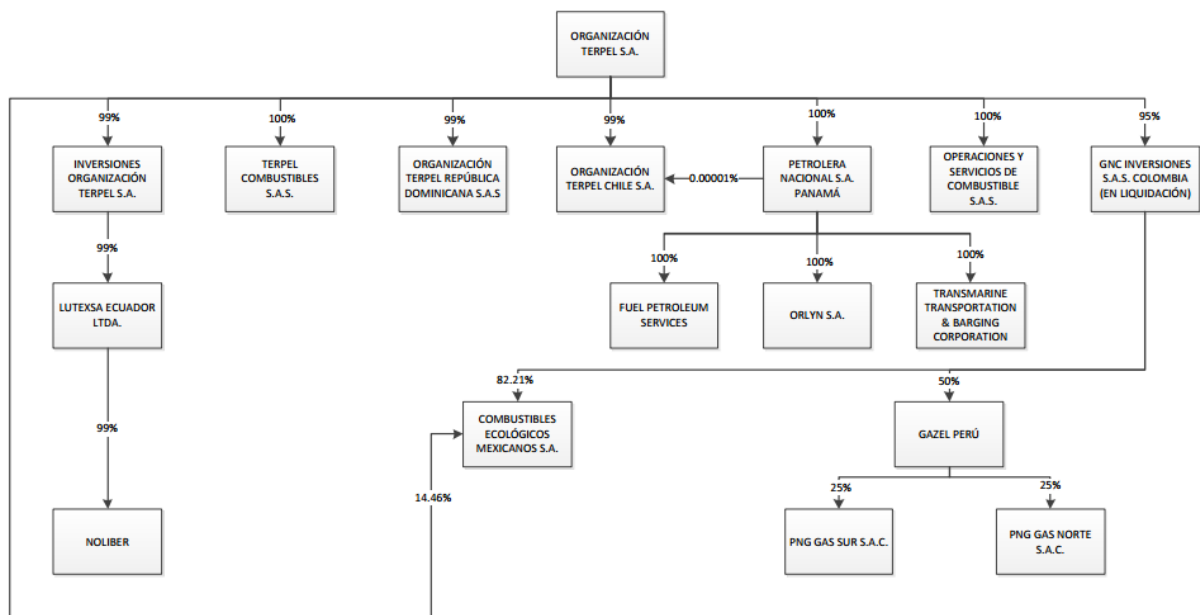 ORGANIZACIÓN
TERPEL S.A.
99%
100%
99%
99%
100%
100%
95%
INVERSIONES
ORGANIZACIÓN
TERPEL S.A.
TERPEL
COMBUSTIBLES
S.A.S.
ORGANIZACIÓN
TERPEL REPÚBLICA
DOMINICANA S.A.S
ORGANIZACIÓN
TERPEL CHILE S.A.
0.00001%
PETROLERA
NACIONAL S.A.
PANAMÁ
OPERACIONES Y
SERVICIOS DE
COMBUSTIBLE
S.A.S.
GNC INVERSIONES
S.A.S. COLOMBIA
(EN LIQUIDACIÓN)
99%
100%
100%
100%
LUTEXSA ECUADOR
LTDA.
FUEL PETROLEUM
SERVICES
ORLYN S.A.
TRANSMARINE
TRANSPORTATION
& BARGING
CORPORATION
82.21%
50%
99%
COMBUSTIBLES
ECOLÓGICOS
MEXICANOS S.A.
GAZEL PERÚ
14.46%
25%
25%
NOLIBER
PNG GAS SUR S.A.C.
PNG GAS NORTE
S.A.C.